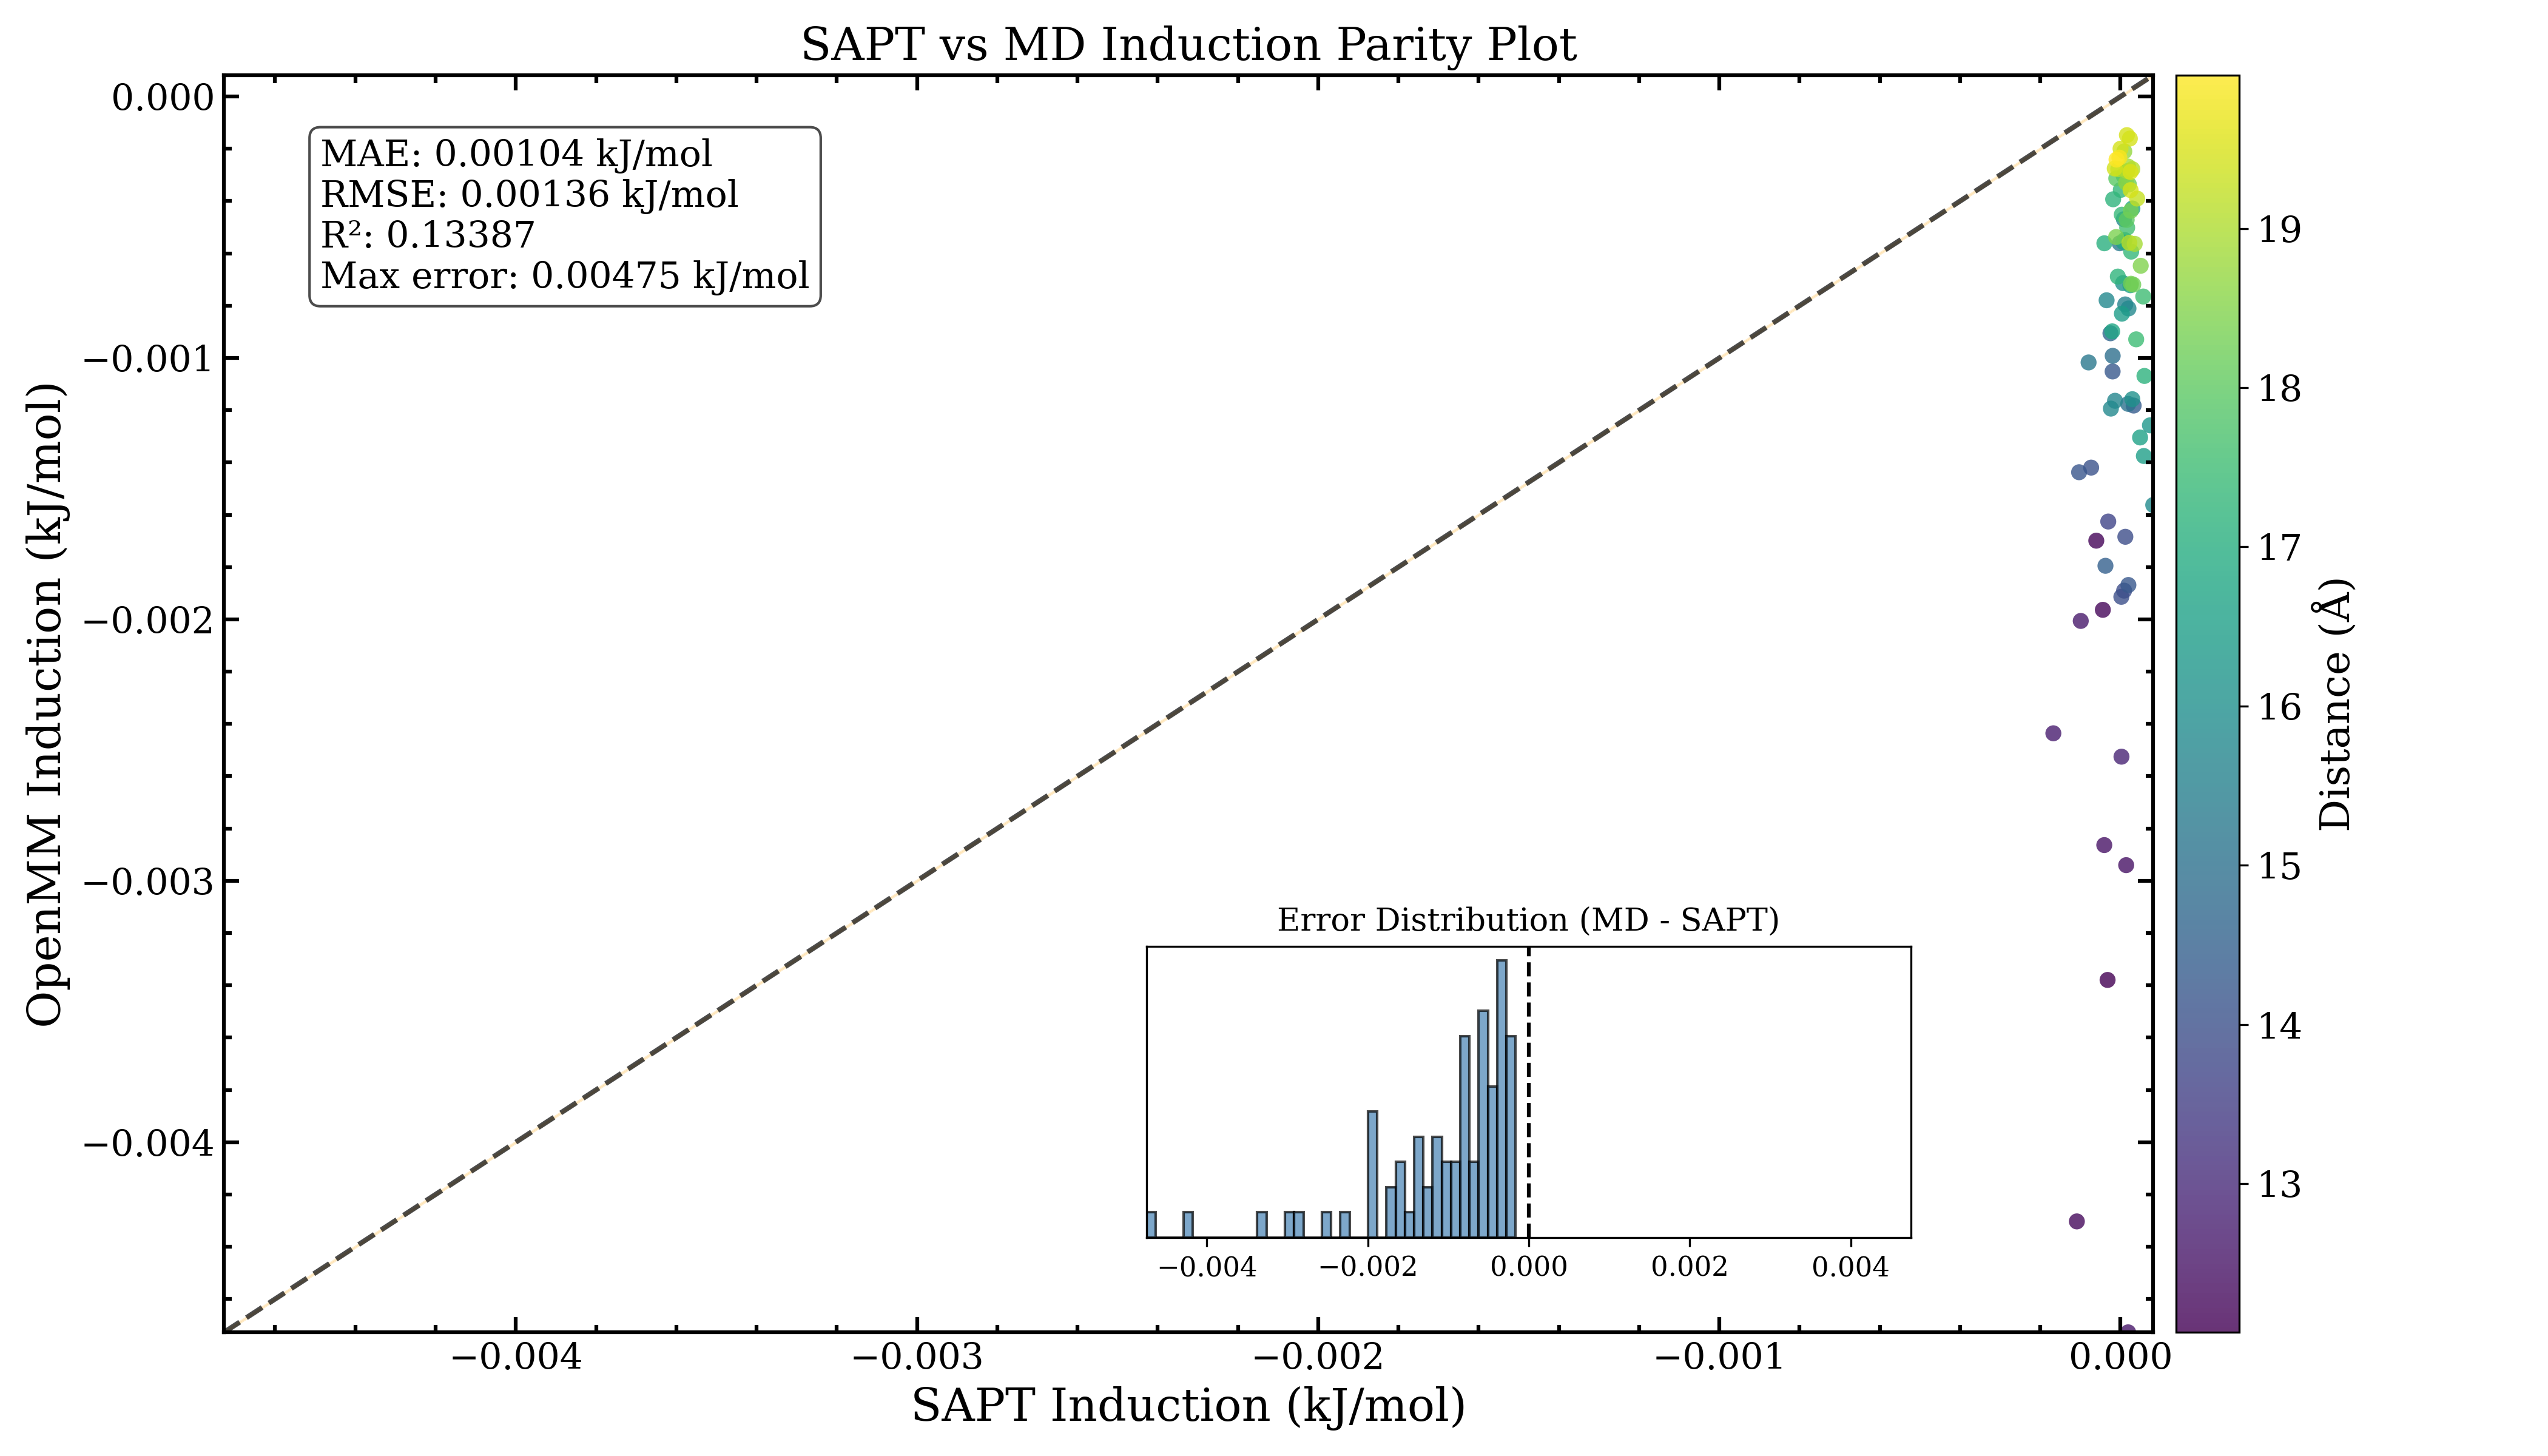 SAPT vs MD Induction Parity Plot
0.000
−0.001
−0.002
−0.003
−0.004
OpenMM Induction (kJ/mol)
MAE: 0.00104 kJ/mol
RMSE: 0.00136 kJ/mol
R²: 0.13387
Max error: 0.00475 kJ/mol
Error Distribution (MD - SAPT)
−0.004 −0.002 0.000 0.002 0.004
−0.004 −0.003 −0.002 −0.001 0.000
SAPT Induction (kJ/mol)
19
18
17
16
15
14
13
Distance (Å)